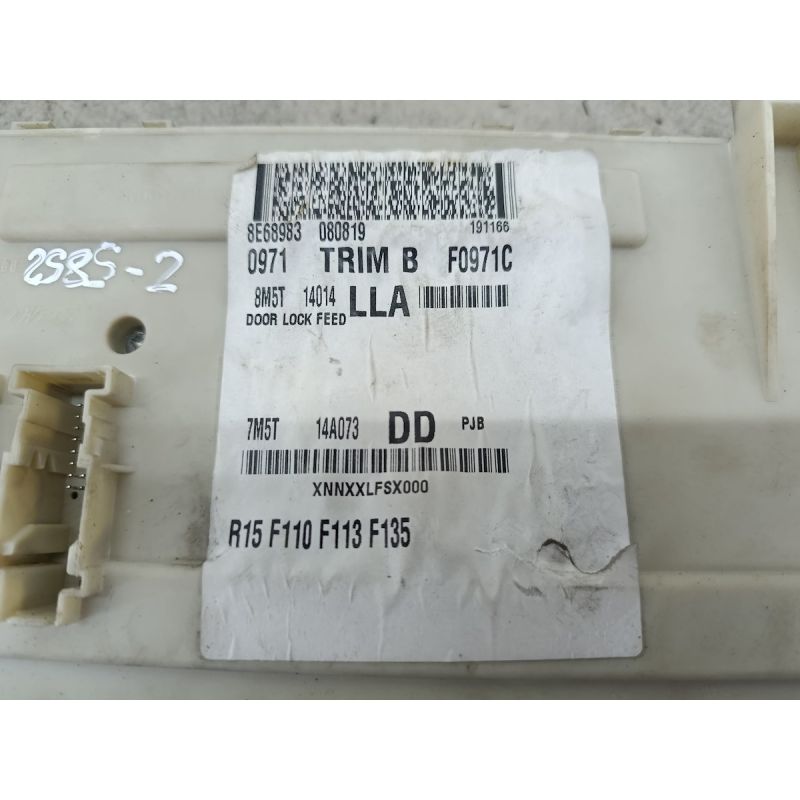 8E68983 080819 191166
0971 TRIM B F0971C
8M5T 14014 LLA
DOOR LOCK FEED
2985-2
7M5T 14A073 DD PJB
XNNXXLFSX000
R15 F110 F113 F135